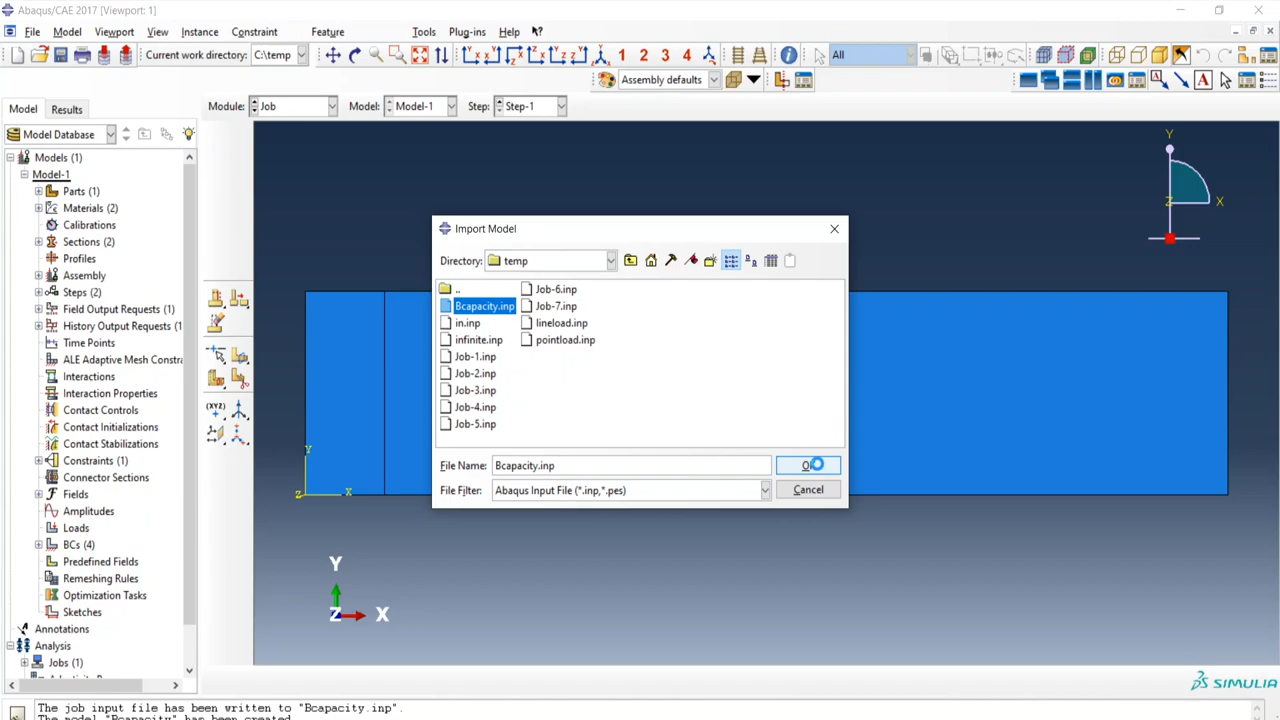 Abaqus/CAE 2017 [Viewport: 1]
File Model Viewport View Instance Constraint Feature Tools Plug-ins Help
Current work directory: C:\temp 1 2 3 4 All
Assembly defaults A A
Model Results Module: Job Model: Model-1 Step: Step-1
Model Database
Models (1)
Model-1
Parts (1)
Materials (2)
Calibrations
Sections (2)
Profiles
Assembly
Steps (2)
Field Output Requests (1)
History Output Requests (1
Time Points
ALE Adaptive Mesh Constra
Interactions
Interaction Properties
Contact Controls
Contact Initializations
Contact Stabilizations
Constraints (1)
Connector Sections
Fields
Amplitudes
Loads
BCs (4)
Predefined Fields
Remeshing Rules
Optimization Tasks
Sketches
Annotations
Analysis
Jobs (1)
(XYZ)
Import Model
Directory: temp
..
Bcapacity.inp
in.inp
infinite.inp
Job-1.inp
Job-2.inp
Job-3.inp
Job-4.inp
Job-5.inp
Job-6.inp
Job-7.inp
lineload.inp
pointload.inp
File Name: Bcapacity.inp
File Filter: Abaqus Input File (*.inp,*.pes) Cancel
Y
Z X
Y
Z X
Y
Z X
SIMULIA
The job input file has been written to "Bcapacity.inp".
The model "Bcapacity" has been created.